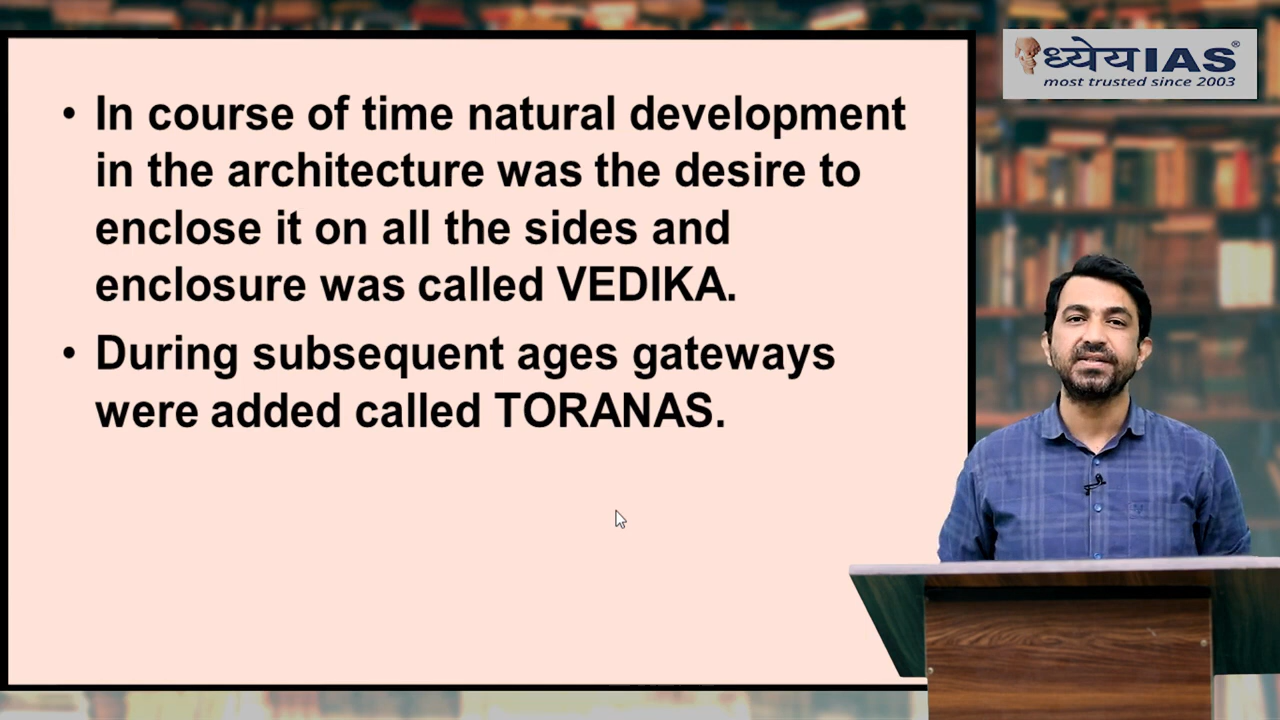 • In course of time natural development
in the architecture was the desire to
enclose it on all the sides and
enclosure was called VEDIKA.
• During subsequent ages gateways
were added called TORANAS.
ध्येय IAS®
most trusted since 2003